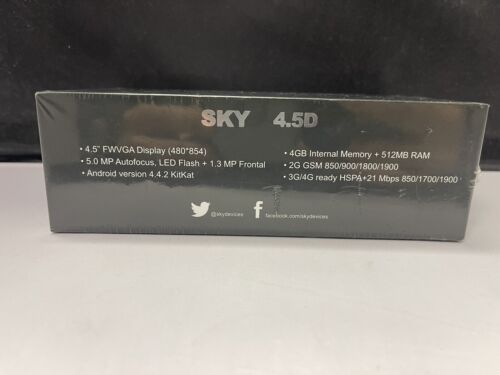 SKY 4.5D
• 4.5" FWVGA Display (480*854)
• 5.0 MP Autofocus, LED Flash + 1.3 MP Frontal
• Android version 4.4.2 KitKat
• 4GB Internal Memory + 512MB RAM
• 2G GSM 850/900/1800/1900
• 3G/4G ready HSPA+21 Mbps 850/1700/1900
@skydevices
facebook.com/skydevices